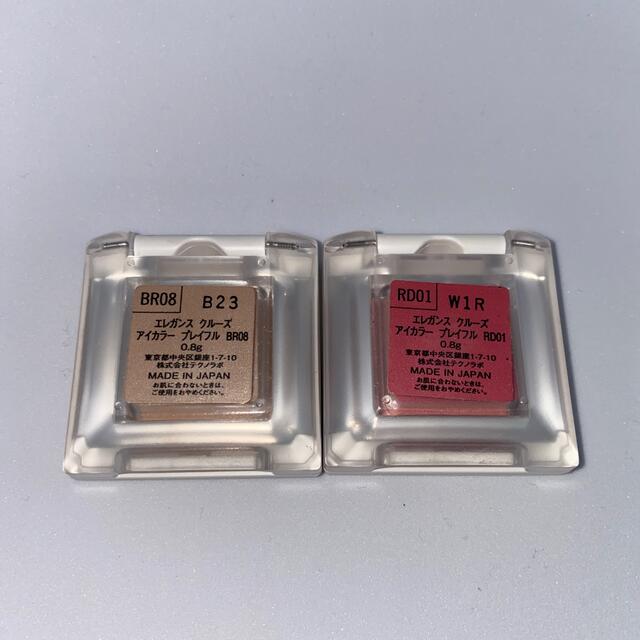 BR08 B23
エレガンス クルーズ
アイカラー プレイフル BR08
0.8g
東京都中央区銀座1-7-10
株式会社テクノラボ
MADE IN JAPAN
お肌に合わないときは、
ご使用をおやめください。
RD01 W1R
エレガンス クルーズ
アイカラー プレイフル RD01
0.8g
東京都中央区銀座1-7-10
株式会社テクノラボ
MADE IN JAPAN
お肌に合わないときは、
ご使用をおやめください。